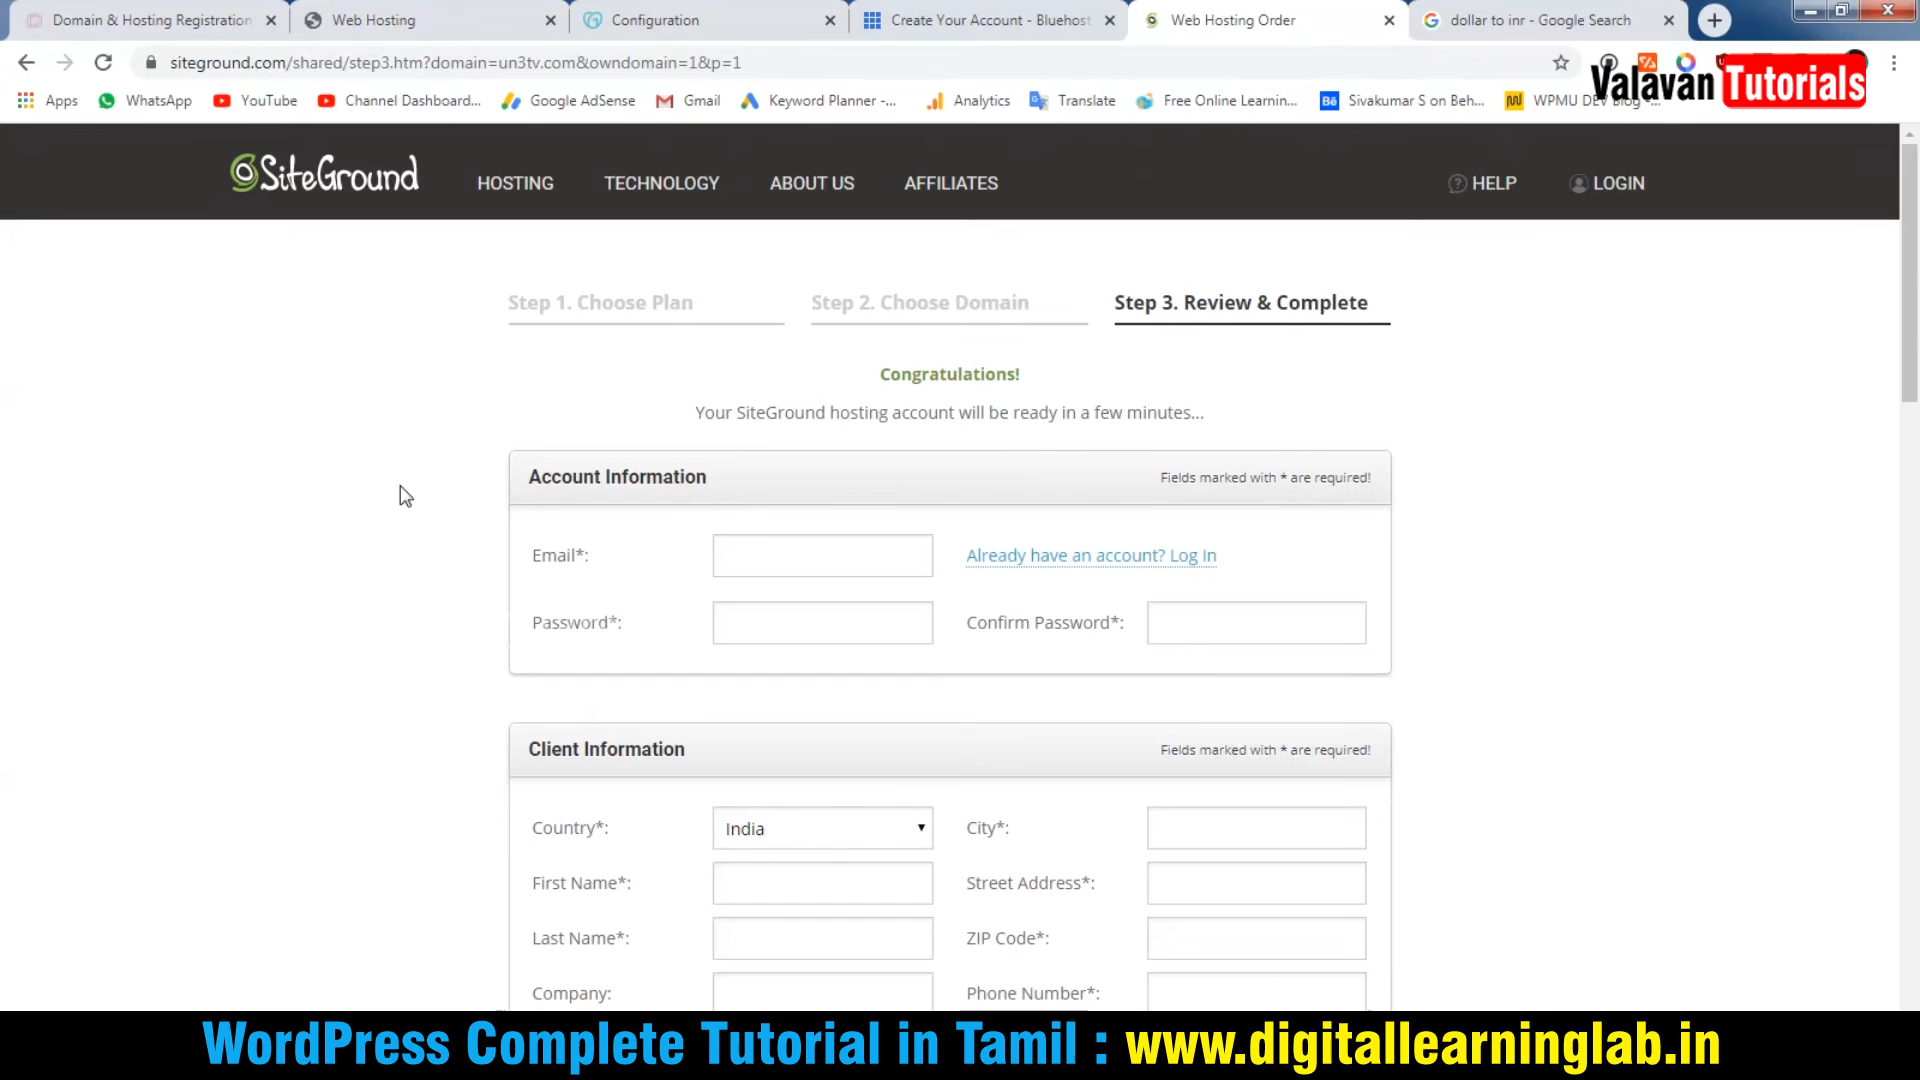 Domain & Hosting Registration
Web Hosting
Configuration
Create Your Account - Bluehost
Web Hosting Order
dollar to inr - Google Search
siteground.com/shared/step3.htm?domain=un3tv.com&owndomain=1&p=1
Valavan Tutorials
Apps
WhatsApp
YouTube
Channel Dashboard...
Google AdSense
Gmail
Keyword Planner -...
Analytics
Translate
Free Online Learnin...
Sivakumar S on Beh...
WPMU DEV Blog -...
SiteGround
HOSTING
TECHNOLOGY
ABOUT US
AFFILIATES
HELP
LOGIN
Step 1. Choose Plan
Step 2. Choose Domain
Step 3. Review & Complete
Congratulations!
Your SiteGround hosting account will be ready in a few minutes...
Account Information
Fields marked with * are required!
Email*:
Already have an account? Log In
Password*:
Confirm Password*:
Client Information
Fields marked with * are required!
Country*:
India
City*:
First Name*:
Street Address*:
Last Name*:
ZIP Code*:
Company:
Phone Number*:
WordPress Complete Tutorial in Tamil : www.digitallearninglab.in